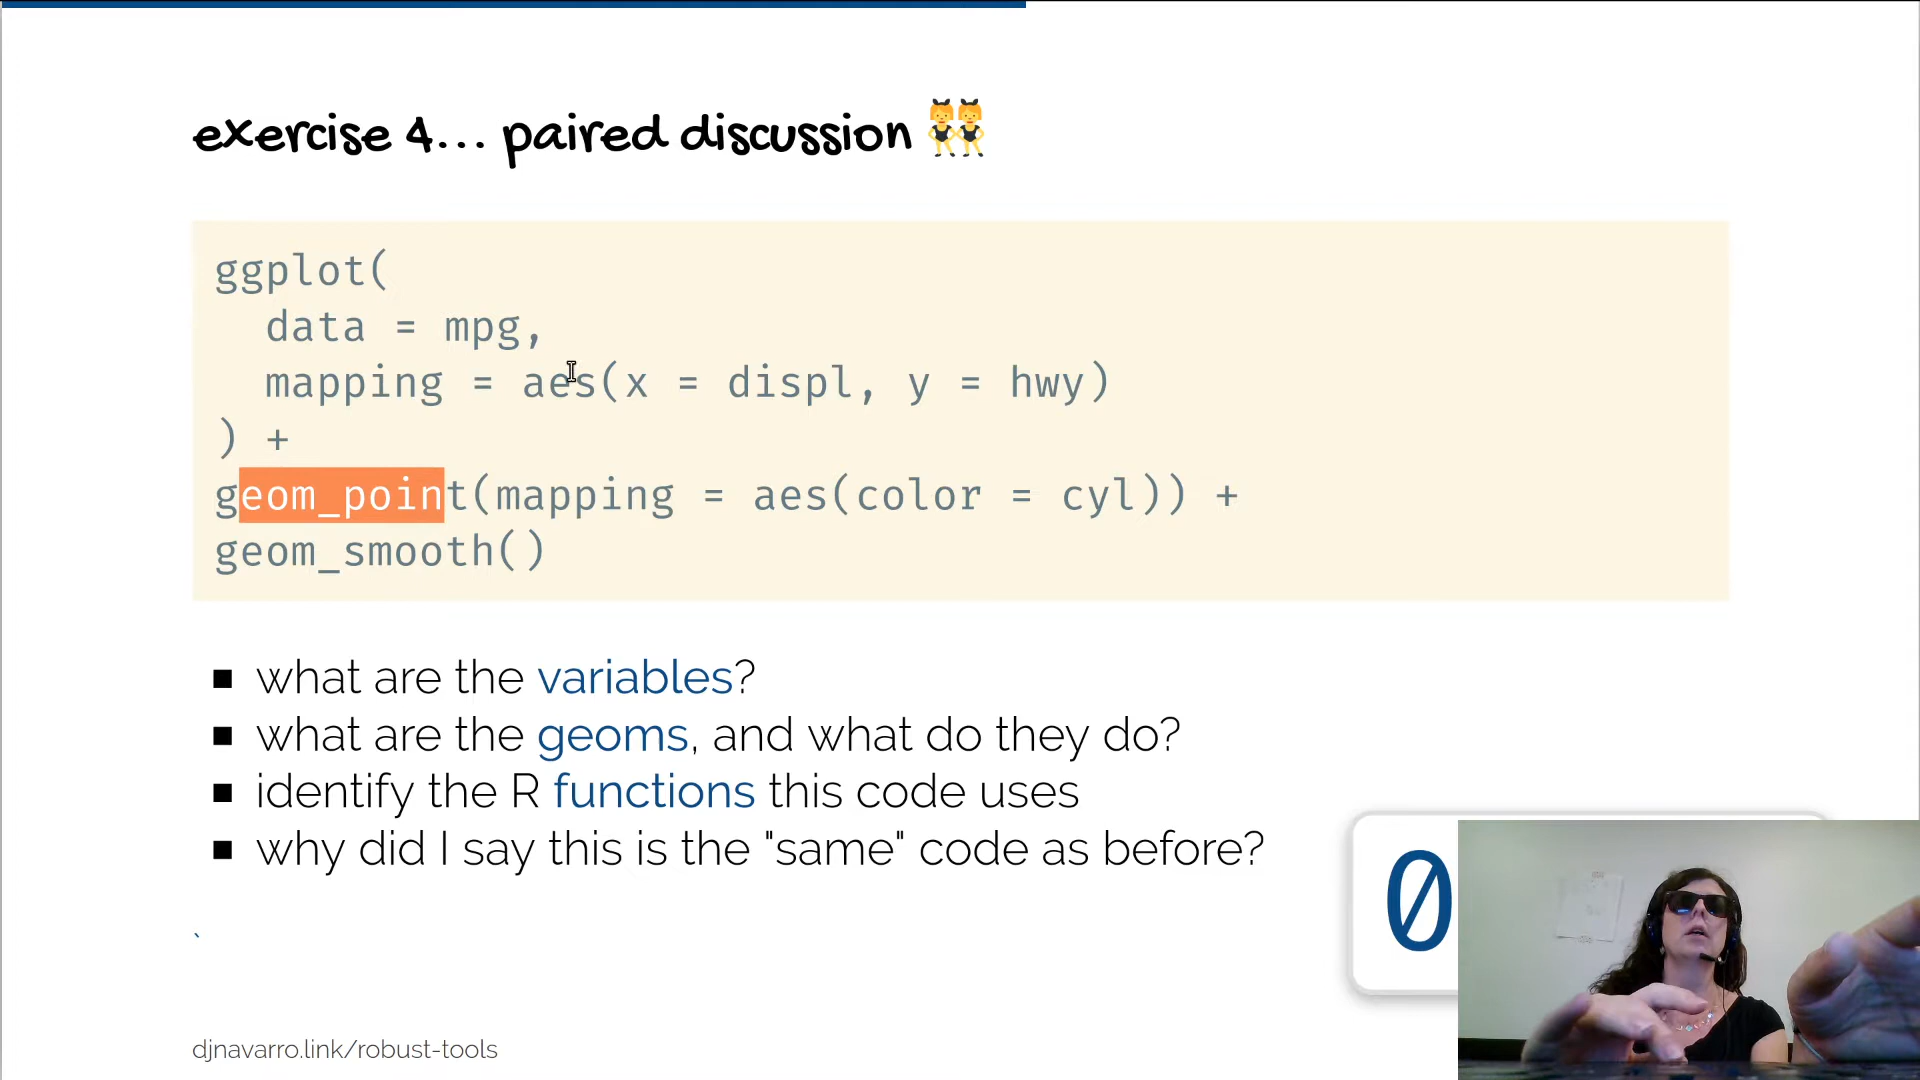 exercise 4... paired discussion 👯
ggplot(
  data = mpg,
  mapping = aes(x = displ, y = hwy)
) +
geom_point(mapping = aes(color = cyl)) +
geom_smooth()
■ what are the variables?
■ what are the geoms, and what do they do?
■ identify the R functions this code uses
■ why did I say this is the "same" code as before?
0
`
djnavarro.link/robust-tools